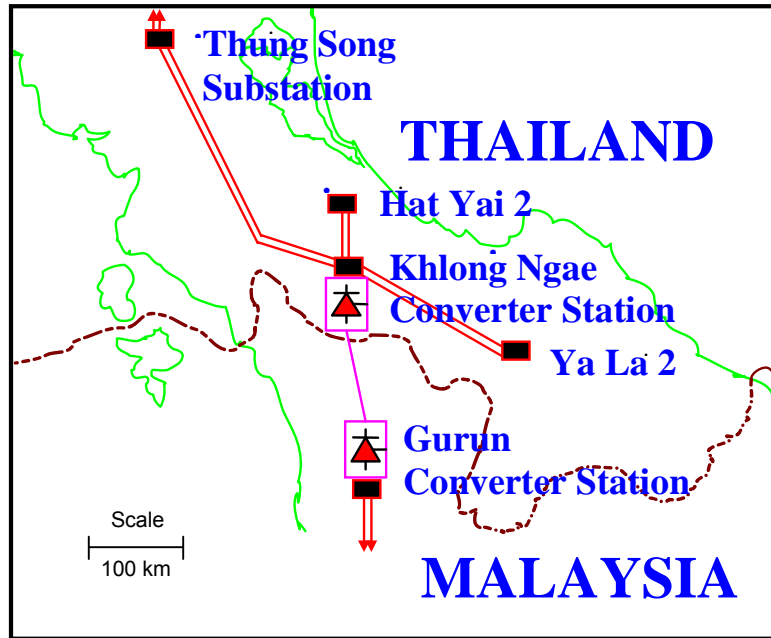 Thung Song
Substation
THAILAND
Hat Yai 2
Khlong Ngae
Converter Station
Ya La 2
Gurun
Converter Station
Scale
100 km
MALAYSIA